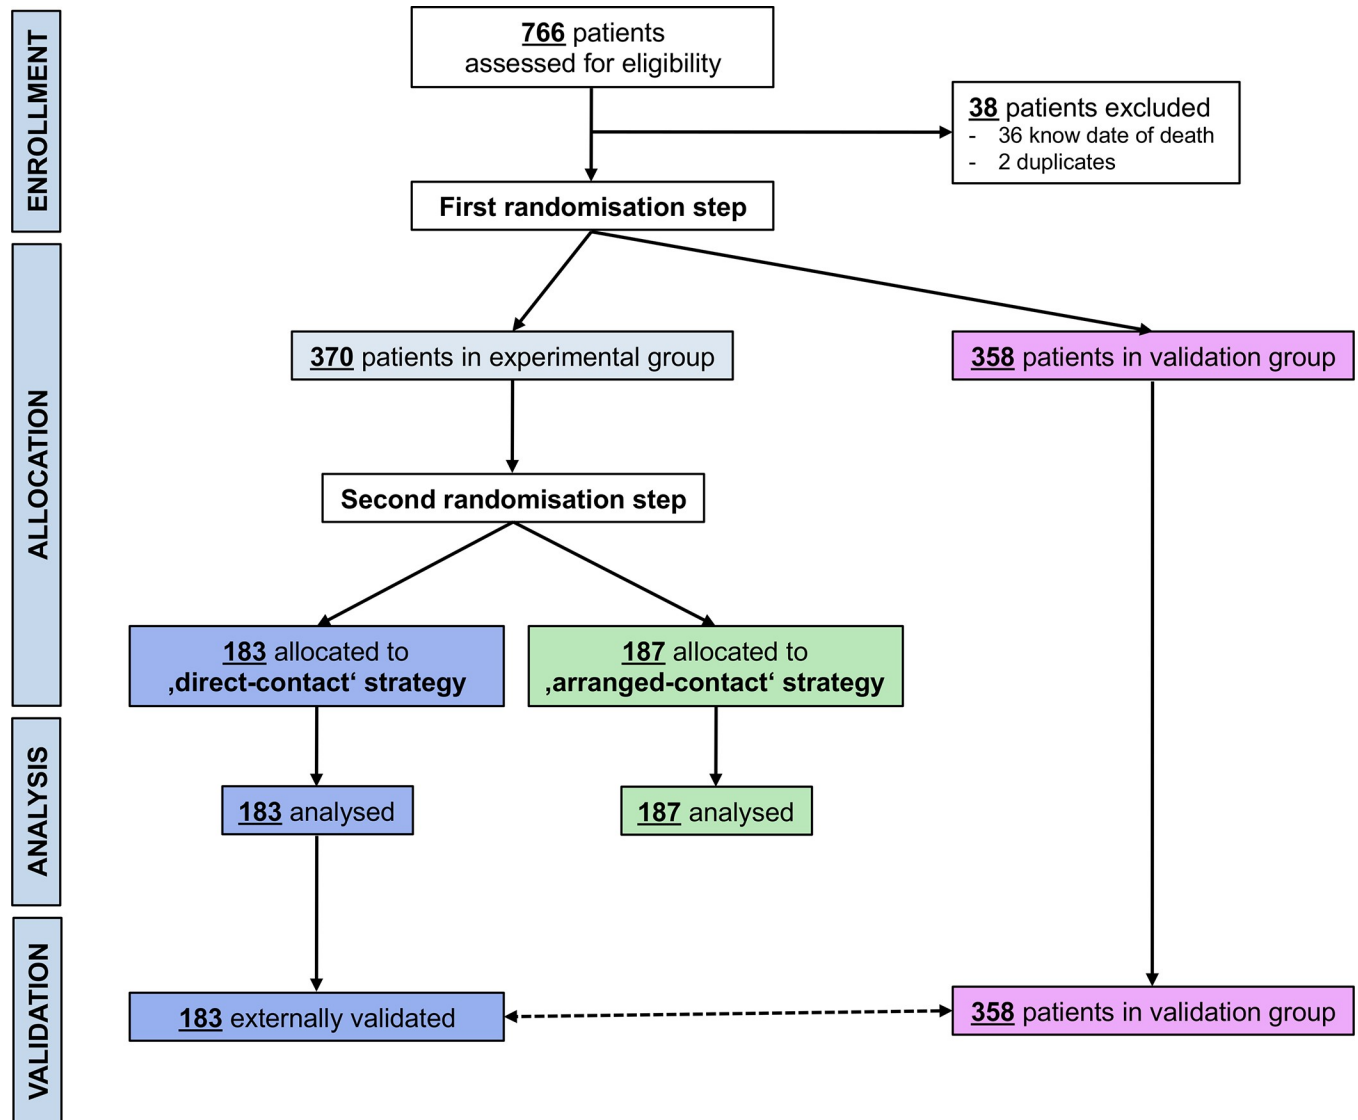 ENROLLMENT
766 patients
assessed for eligibility
38 patients excluded
- 36 know date of death
- 2 duplicates
First randomisation step
ALLOCATION
370 patients in experimental group
358 patients in validation group
Second randomisation step
183 allocated to
‚direct-contact‘ strategy
187 allocated to
‚arranged-contact‘ strategy
ANALYSIS
183 analysed
187 analysed
VALIDATION
183 externally validated
358 patients in validation group